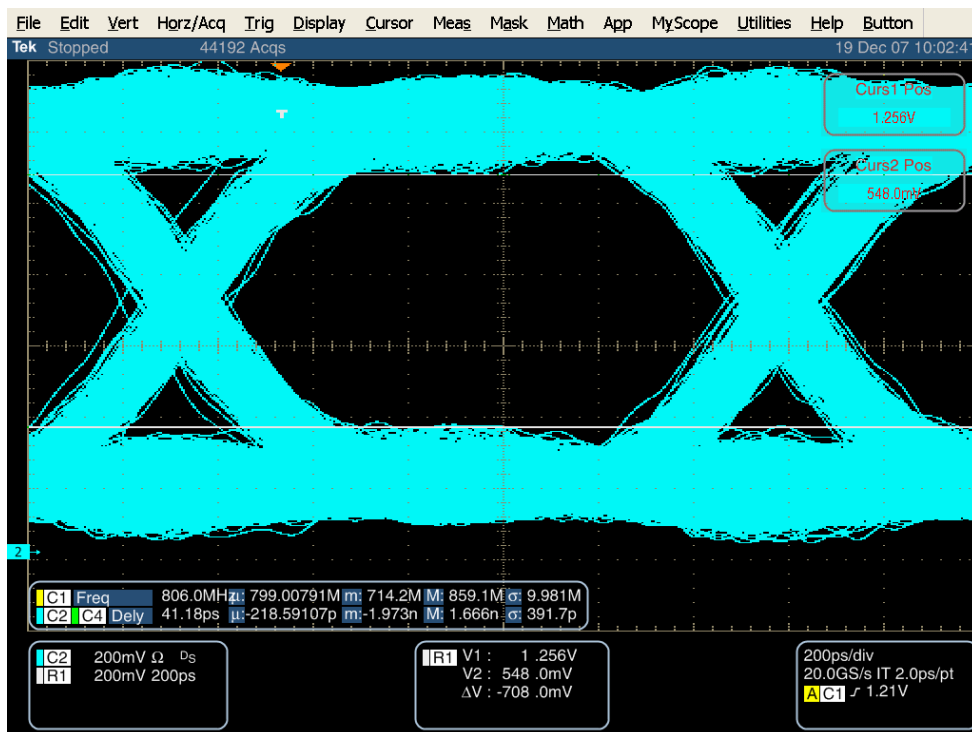 File Edit Vert Horz/Acq Trig Display Cursor Meas Mask Math App MyScope Utilities Help Button
Tek Stopped 44192 Acqs 19 Dec 07 10:02:41
Curs1 Pos
1.256V
T
Curs2 Pos
548.0mV
2
C1 Freq 806.0MHz µ: 799.00791M m: 714.2M M: 859.1M σ: 9.981M
C2 C4 Dely 41.18ps µ:-218.59107p m:-1.973n M: 1.666n σ: 391.7p
C2 200mV Ω Ds
R1 200mV 200ps
R1 V1 : 1 .256V
V2 : 548 .0mV
ΔV : -708 .0mV
200ps/div
20.0GS/s IT 2.0ps/pt
A C1 1.21V